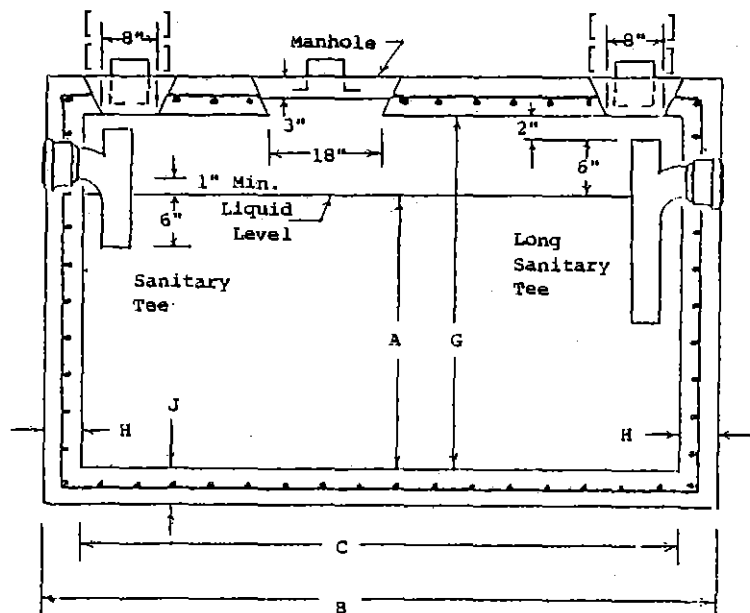 8"
8"
Manhole
3"
2"
18"
6"
1" Min.
6"
Liquid
Level
Long
Sanitary
Tee
Sanitary
Tee
A
G
J
H
H
C
B